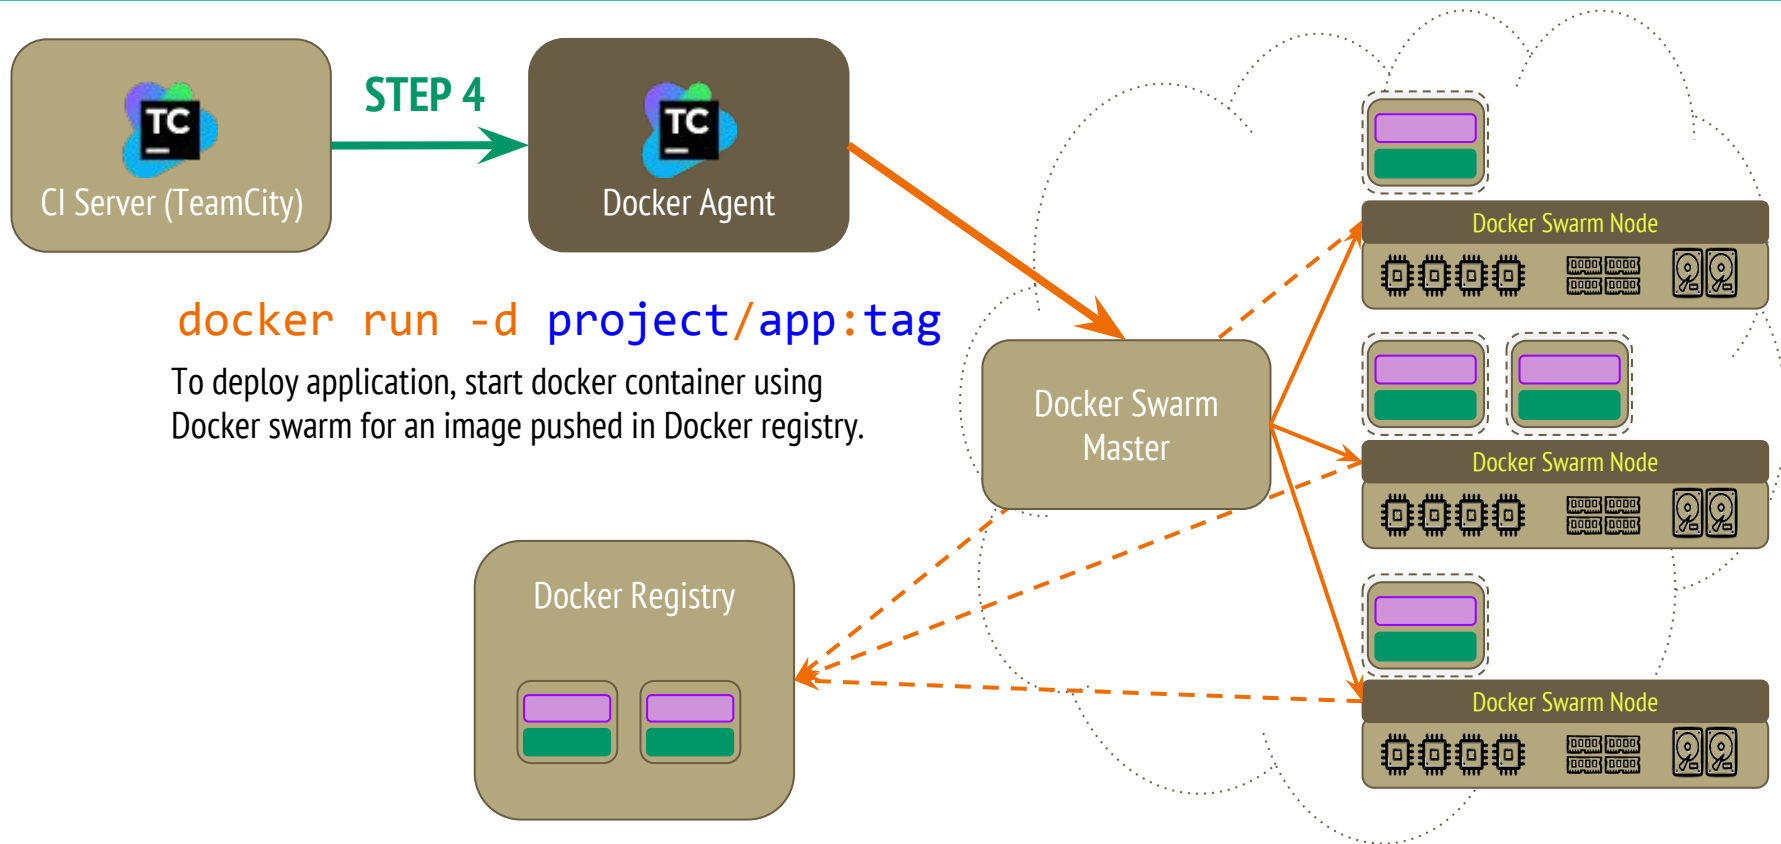 TC
CI Server (TeamCity)
STEP 4
TC
Docker Agent
docker run -d project/app:tag
To deploy application, start docker container using
Docker swarm for an image pushed in Docker registry.
Docker Swarm
Master
Docker Registry
Docker Swarm Node
Docker Swarm Node
Docker Swarm Node